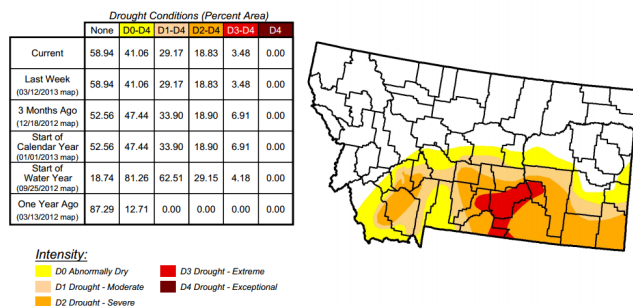 Drought Conditions (Percent Area)
None D0-D4 D1-D4 D2-D4 D3-D4 D4
Current 58.94 41.06 29.17 18.83 3.48 0.00
Last Week
(03/12/2013 map) 58.94 41.06 29.17 18.83 3.48 0.00
3 Months Ago
(12/18/2012 map) 52.56 47.44 33.90 18.90 6.91 0.00
Start of
Calendar Year
(01/01/2013 map) 52.56 47.44 33.90 18.90 6.91 0.00
Start of
Water Year
(09/25/2012 map) 18.74 81.26 62.51 29.15 4.18 0.00
One Year Ago
(03/13/2012 map) 87.29 12.71 0.00 0.00 0.00 0.00
Intensity:
D0 Abnormally Dry
D1 Drought - Moderate
D2 Drought - Severe
D3 Drought - Extreme
D4 Drought - Exceptional